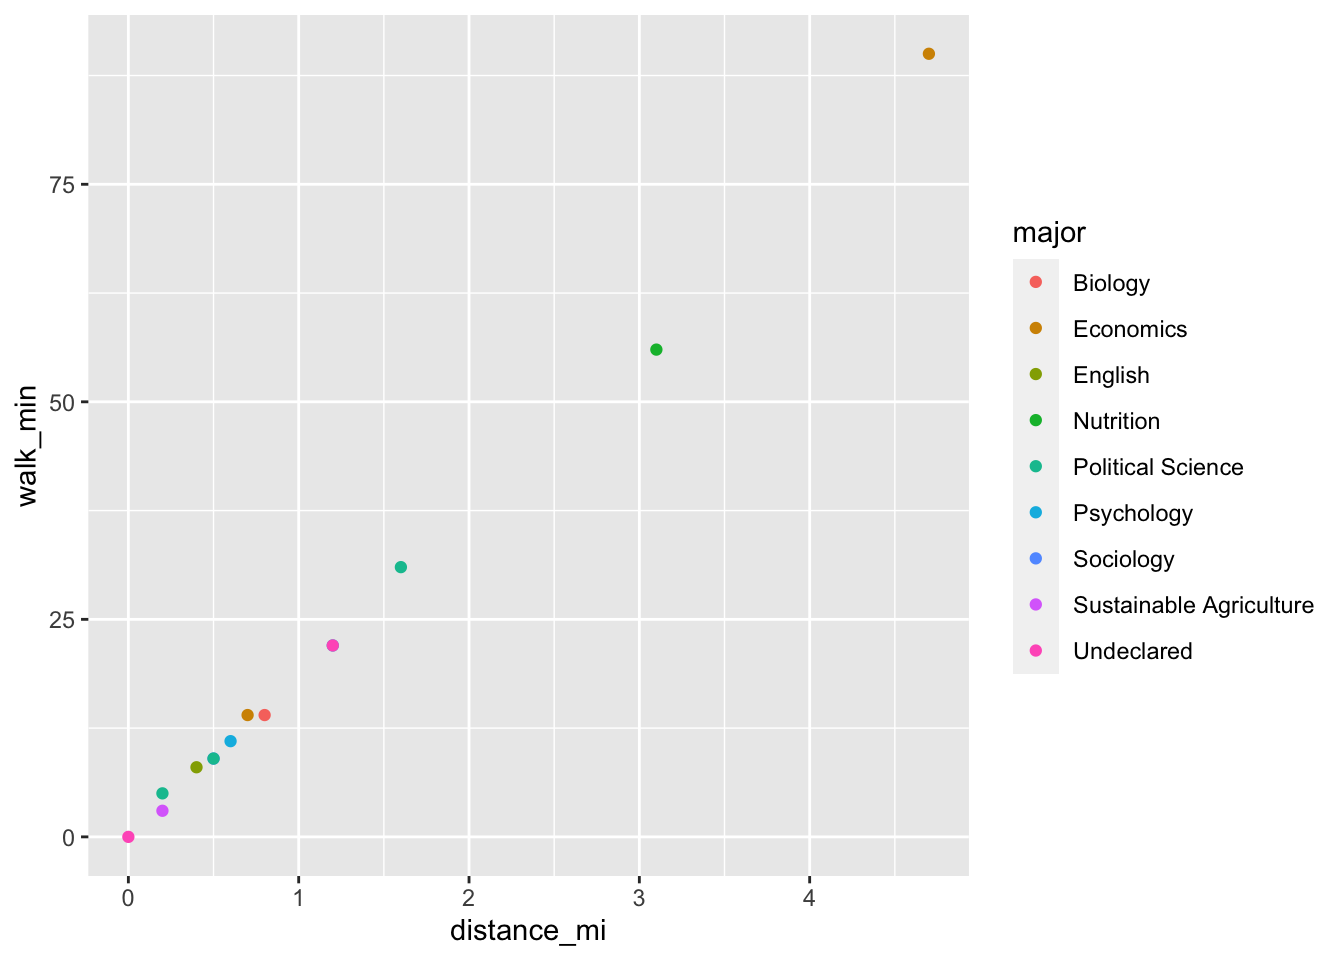 75
50
25
0
walk_min
0 1 2 3 4
distance_mi
major
Biology
Economics
English
Nutrition
Political Science
Psychology
Sociology
Sustainable Agriculture
Undeclared